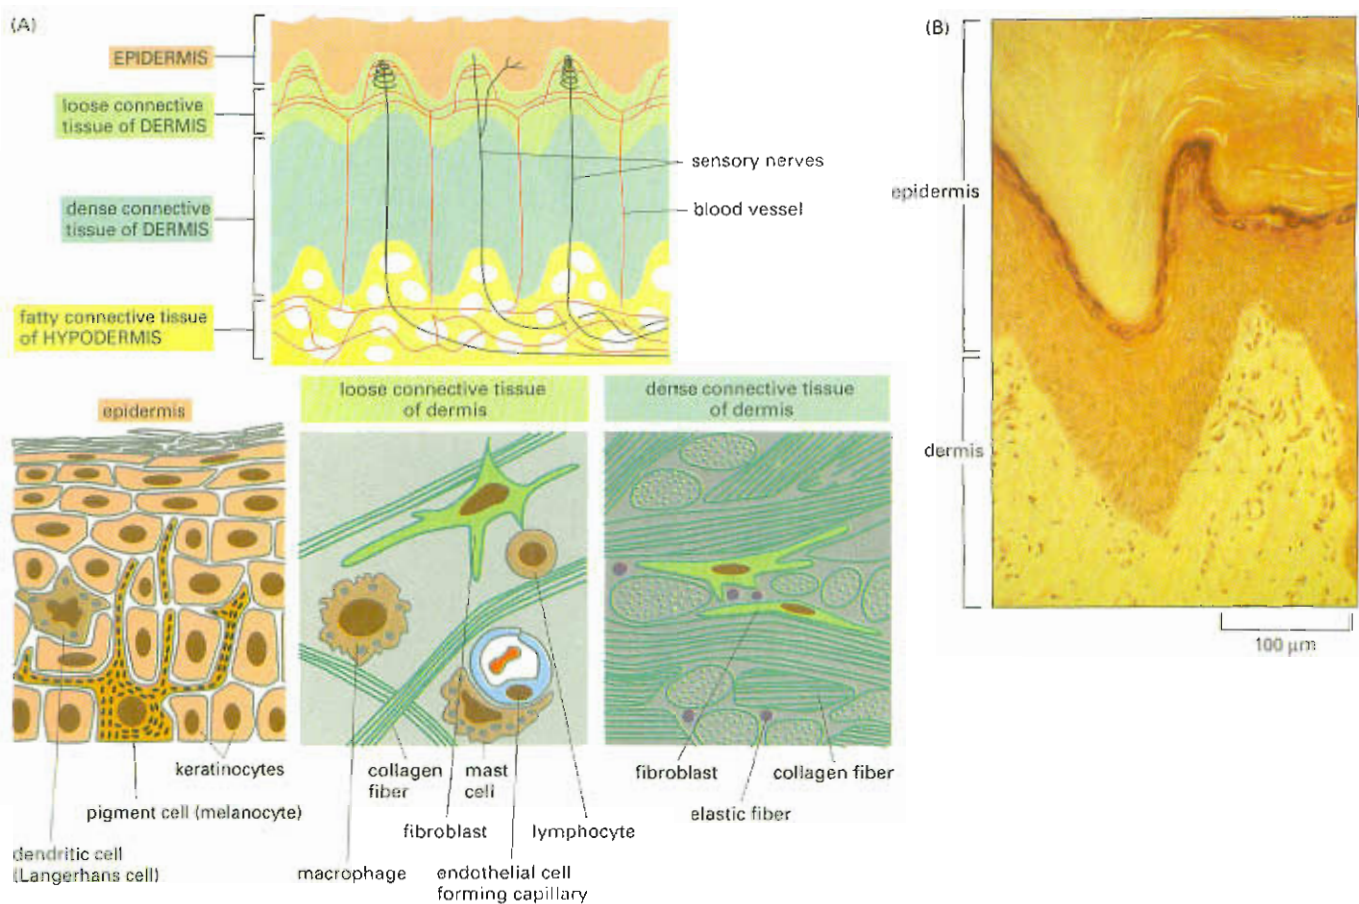 (A)
EPIDERMIS
loose connective
tissue of DERMIS
dense connective
tissue of DERMIS
fatty connective tissue
of HYPODERMIS
sensory nerves
blood vessel
epidermis
loose connective tissue
of dermis
dense connective tissue
of dermis
keratinocytes
pigment cell (melanocyte)
dendritic cell
(Langerhans cell)
collagen
fiber
mast
cell
fibroblast
lymphocyte
macrophage
endothelial cell
forming capillary
fibroblast
collagen fiber
elastic fiber
(B)
epidermis
dermis
100 μm